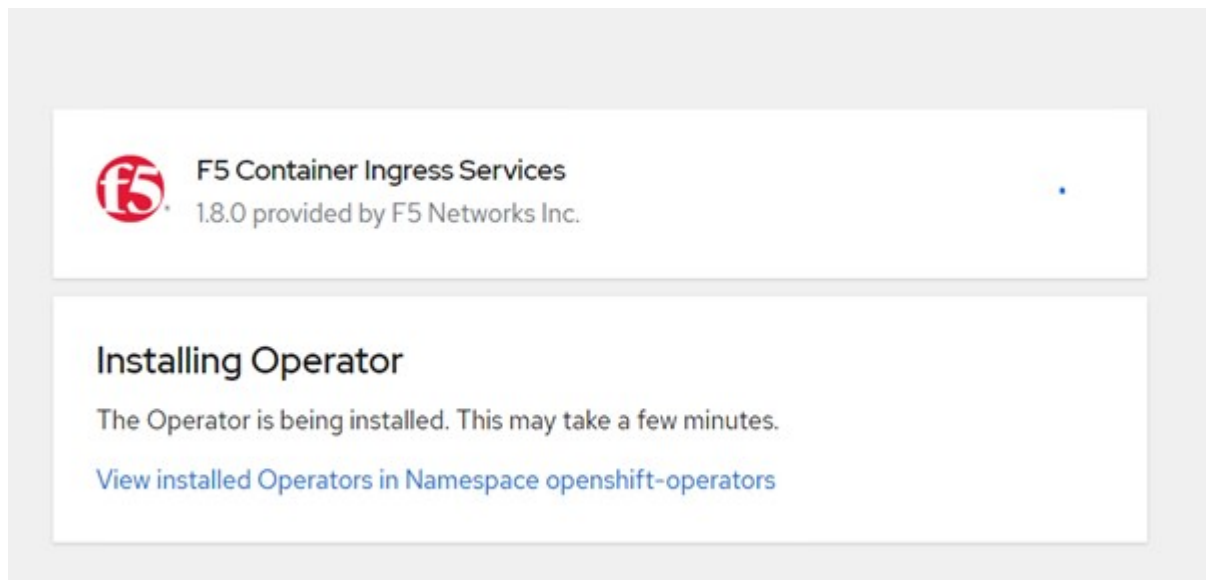 f5
F5 Container Ingress Services
1.8.0 provided by F5 Networks Inc.
Installing Operator
The Operator is being installed. This may take a few minutes.
View installed Operators in Namespace openshift-operators